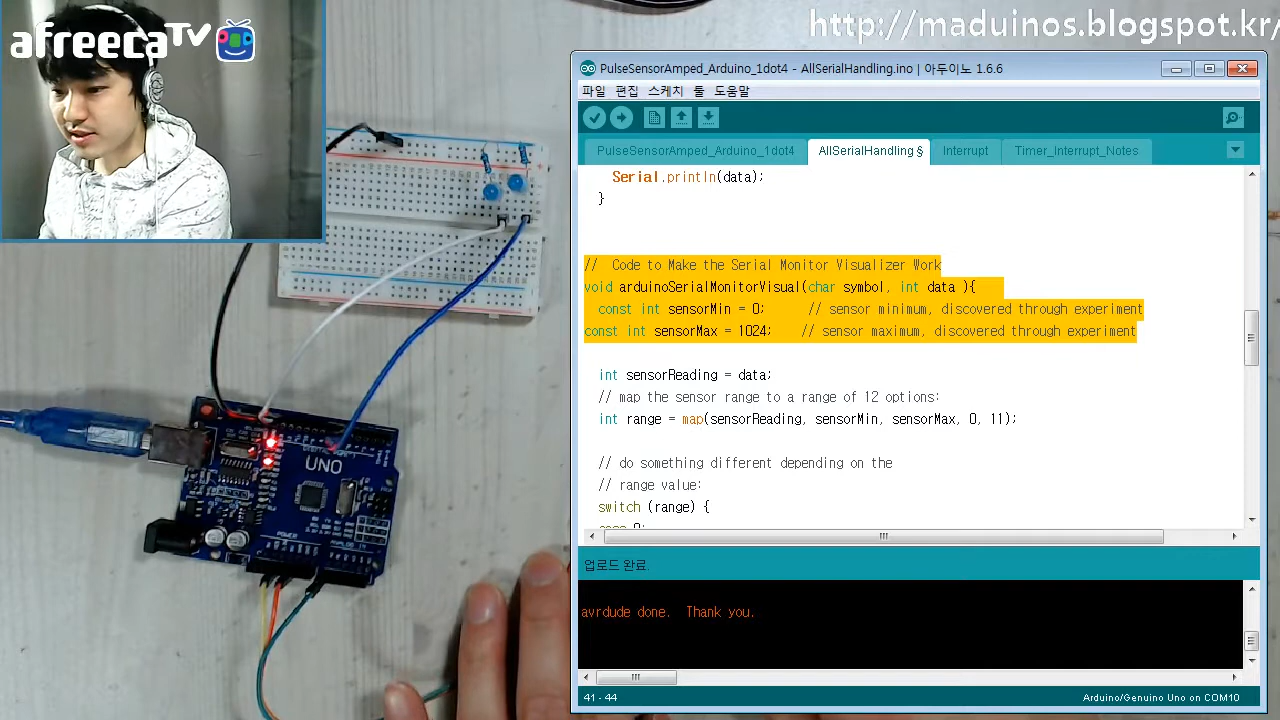 afreecaTV
http://maduinos.blogspot.kr/
PulseSensorAmped_Arduino_1dot4 - AllSerialHandling.ino | 아두이노 1.6.6
파일 편집 스케치 툴 도움말
PulseSensorAmped_Arduino_1dot4 AllSerialHandling § Interrupt Timer_Interrupt_Notes
Serial.println(data);
}
// Code to Make the Serial Monitor Visualizer Work
void arduinoSerialMonitorVisual(char symbol, int data ){
const int sensorMin = 0; // sensor minimum, discovered through experiment
const int sensorMax = 1024; // sensor maximum, discovered through experiment
int sensorReading = data;
// map the sensor range to a range of 12 options:
int range = map(sensorReading, sensorMin, sensorMax, 0, 11);
// do something different depending on the
// range value:
switch (range) {
case 0:
업로드 완료.
avrdude done. Thank you.
41 - 44
Arduino/Genuino Uno on COM10
UNO
POWER
ANALOG IN